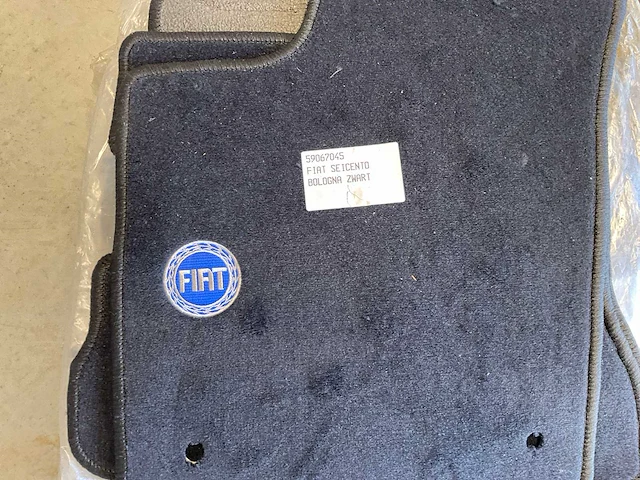 59067045
FIAT SEICENTO
BOLOGNA ZWART
FIAT